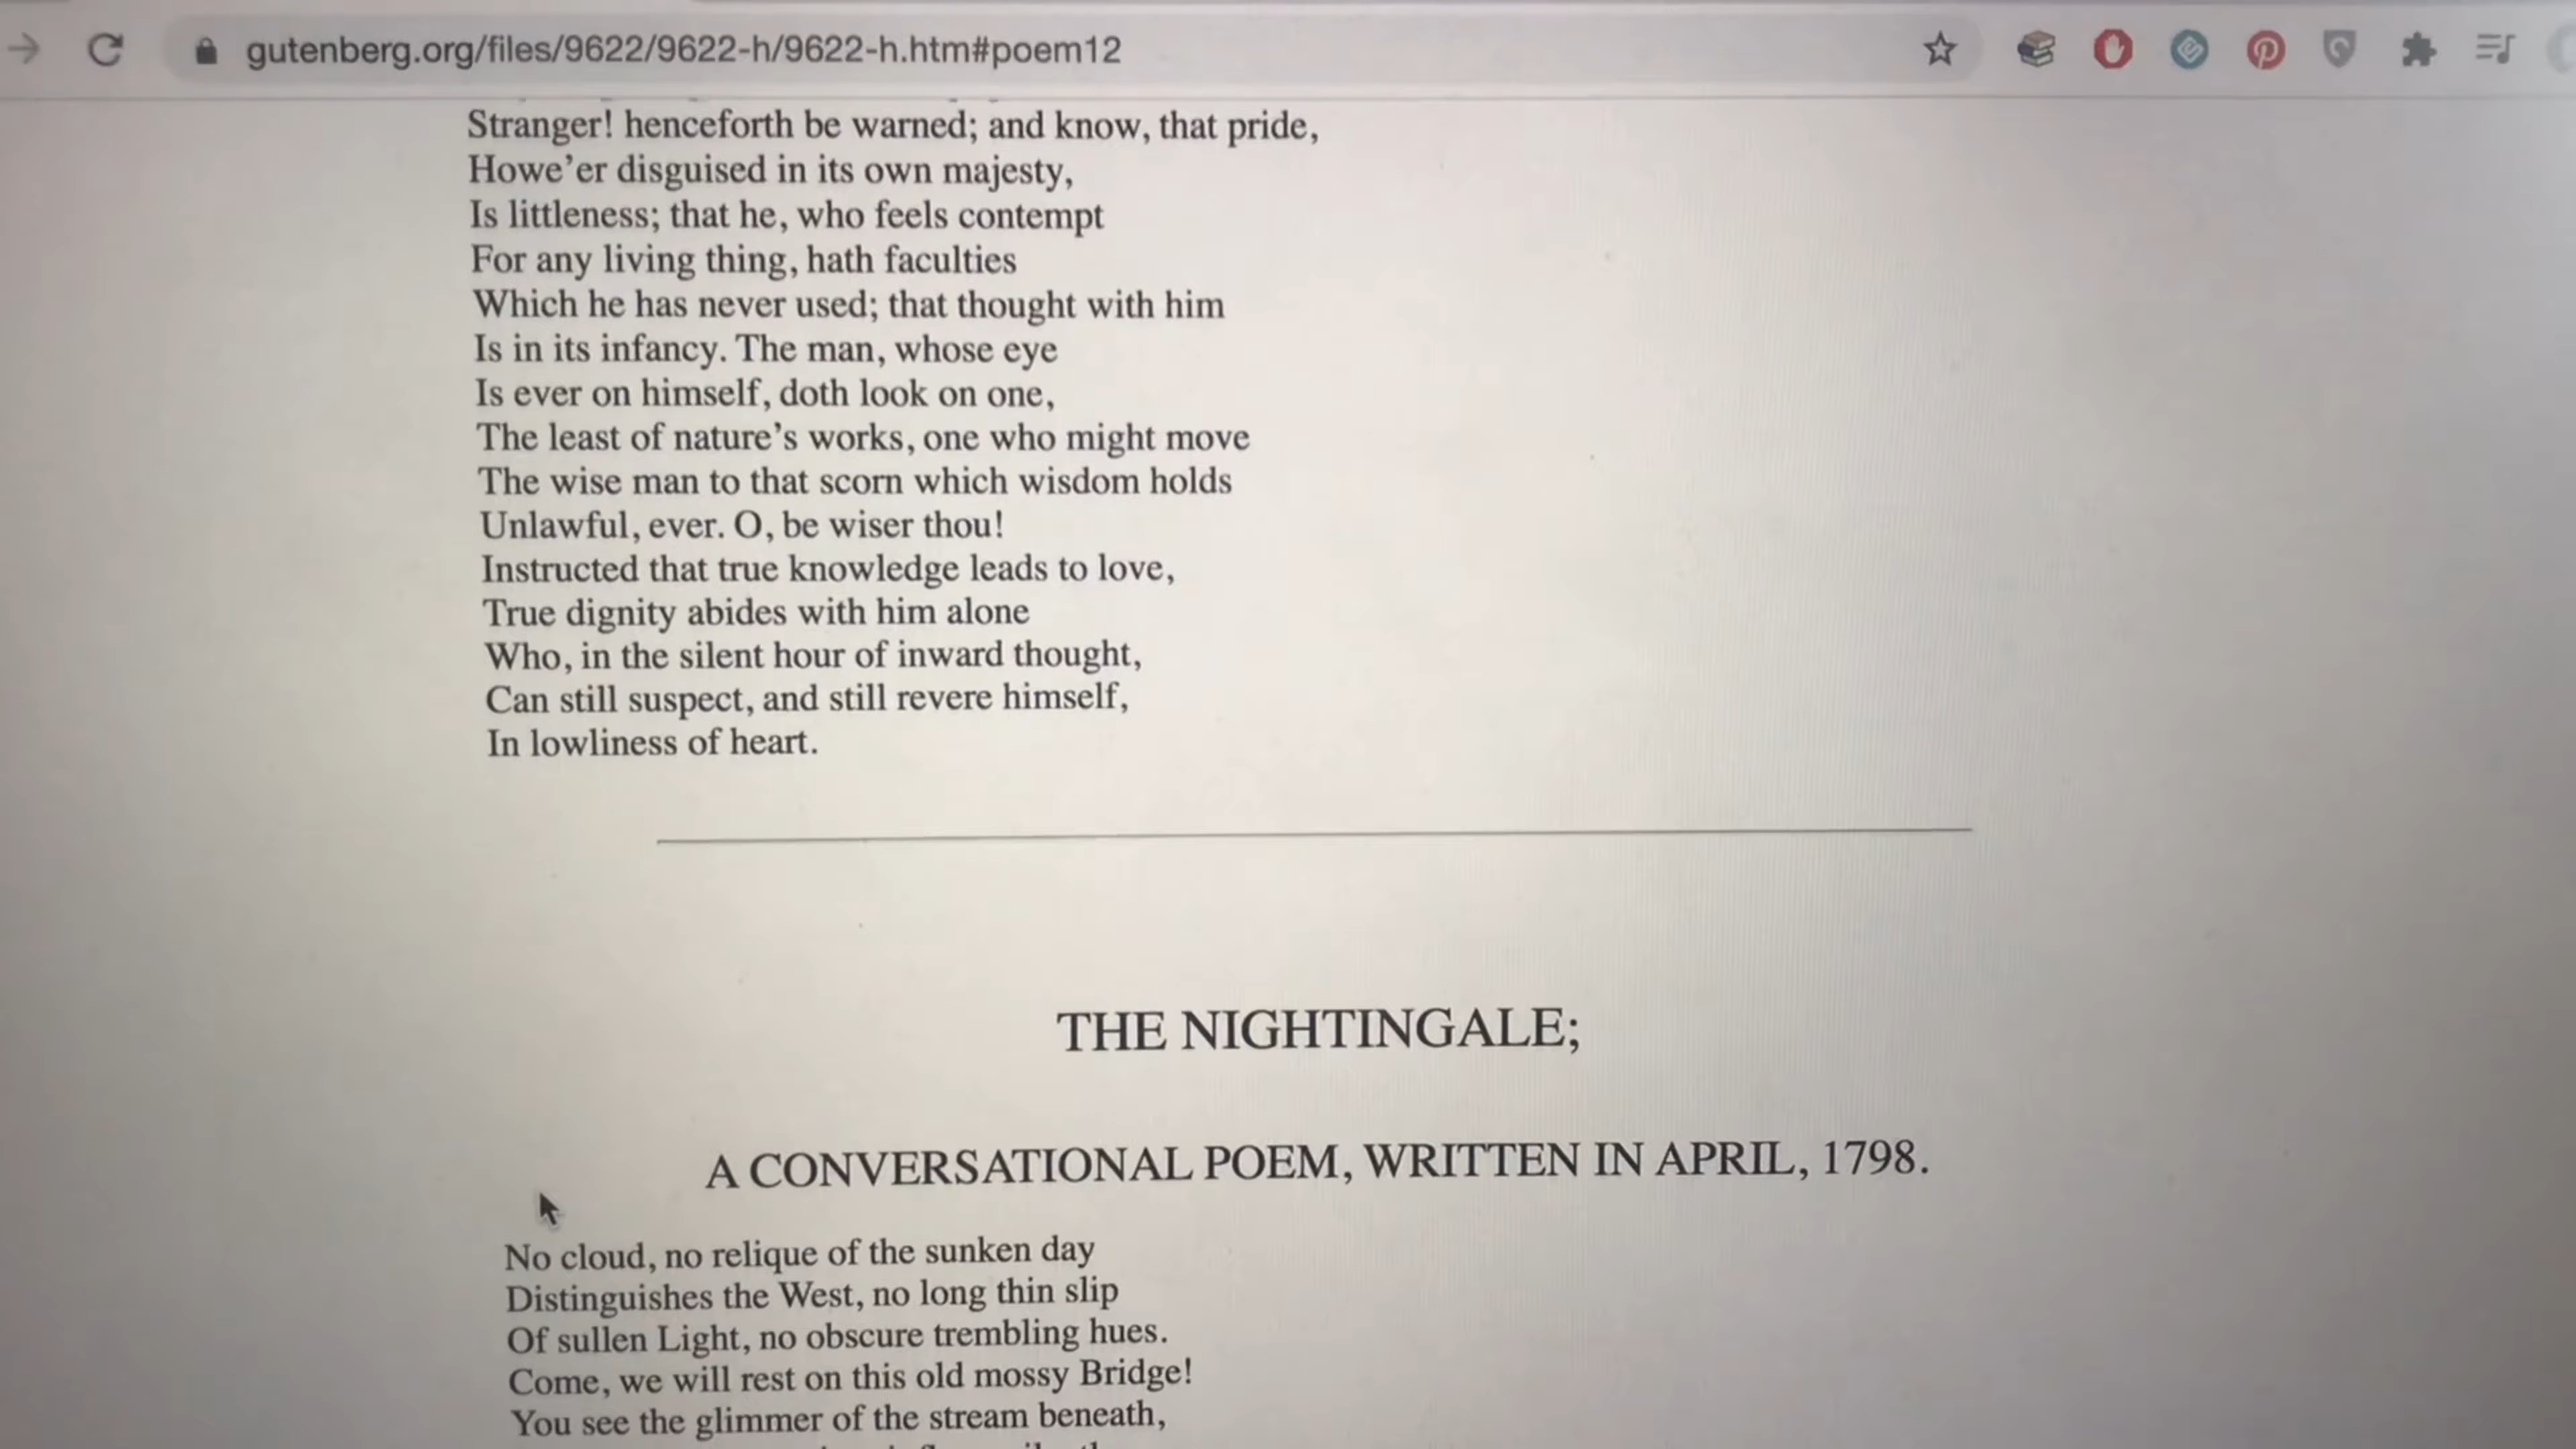 gutenberg.org/files/9622/9622-h/9622-h.htm#poem12
Stranger! henceforth be warned; and know, that pride,
Howe’er disguised in its own majesty,
Is littleness; that he, who feels contempt
For any living thing, hath faculties
Which he has never used; that thought with him
Is in its infancy. The man, whose eye
Is ever on himself, doth look on one,
The least of nature’s works, one who might move
The wise man to that scorn which wisdom holds
Unlawful, ever. O, be wiser thou!
Instructed that true knowledge leads to love,
True dignity abides with him alone
Who, in the silent hour of inward thought,
Can still suspect, and still revere himself,
In lowliness of heart.
THE NIGHTINGALE;
A CONVERSATIONAL POEM, WRITTEN IN APRIL, 1798.
No cloud, no relique of the sunken day
Distinguishes the West, no long thin slip
Of sullen Light, no obscure trembling hues.
Come, we will rest on this old mossy Bridge!
You see the glimmer of the stream beneath,